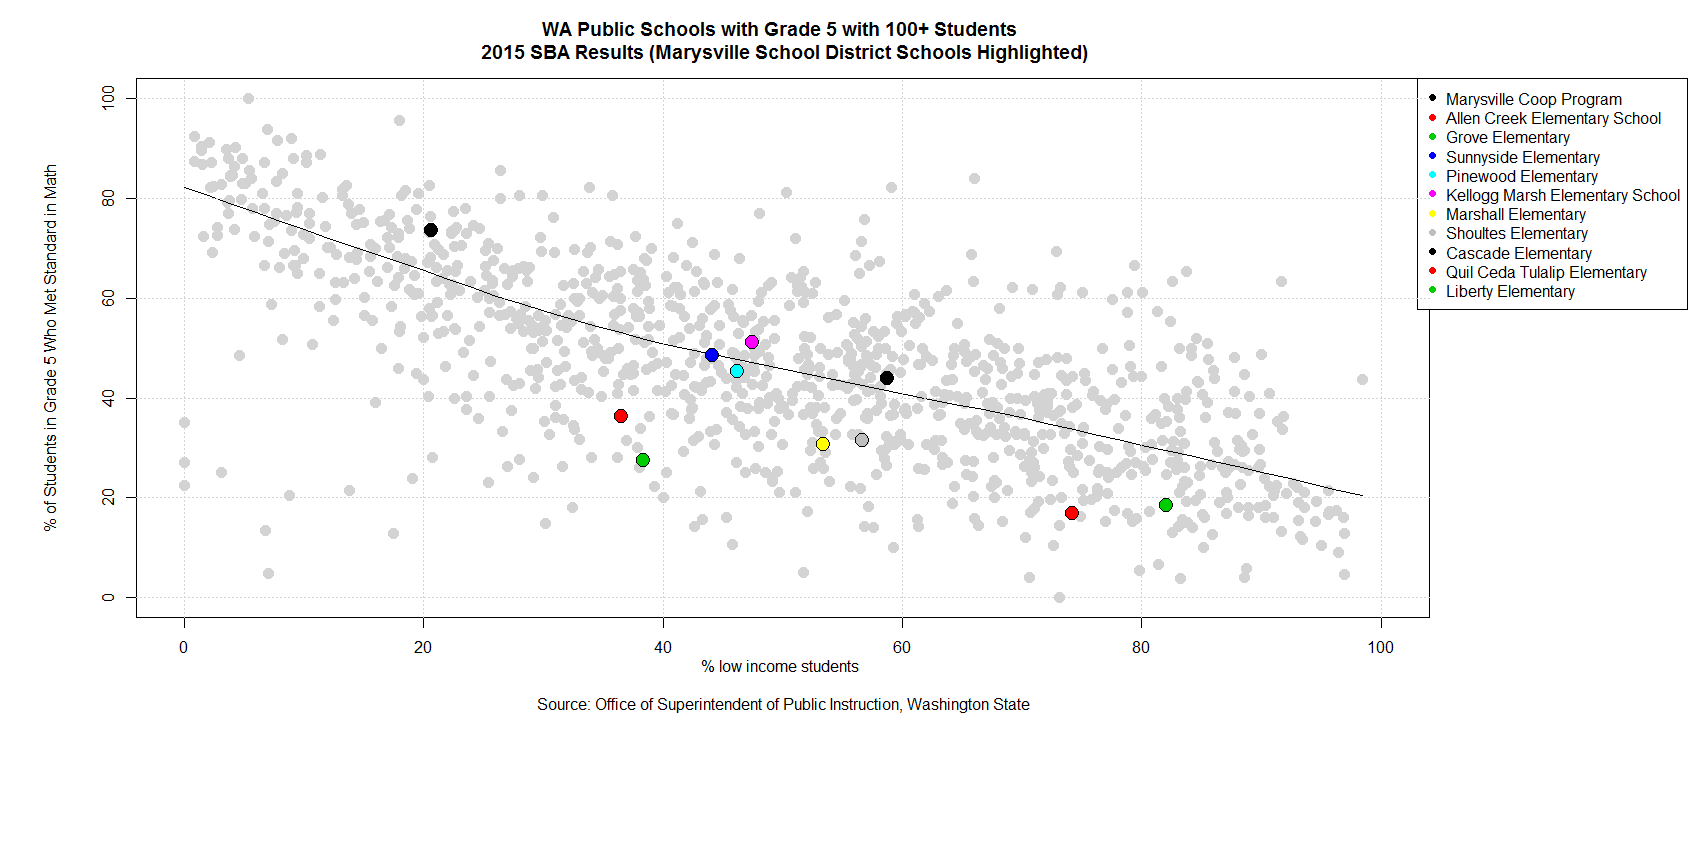 WA Public Schools with Grade 5 with 100+ Students
2015 SBA Results (Marysville School District Schools Highlighted)
% of Students in Grade 5 Who Met Standard in Math
100
80
60
40
20
0
0 20 40 60 80 100
% low income students
Source: Office of Superintendent of Public Instruction, Washington State
Marysville Coop Program
Allen Creek Elementary School
Grove Elementary
Sunnyside Elementary
Pinewood Elementary
Kellogg Marsh Elementary School
Marshall Elementary
Shoultes Elementary
Cascade Elementary
Quil Ceda Tulalip Elementary
Liberty Elementary